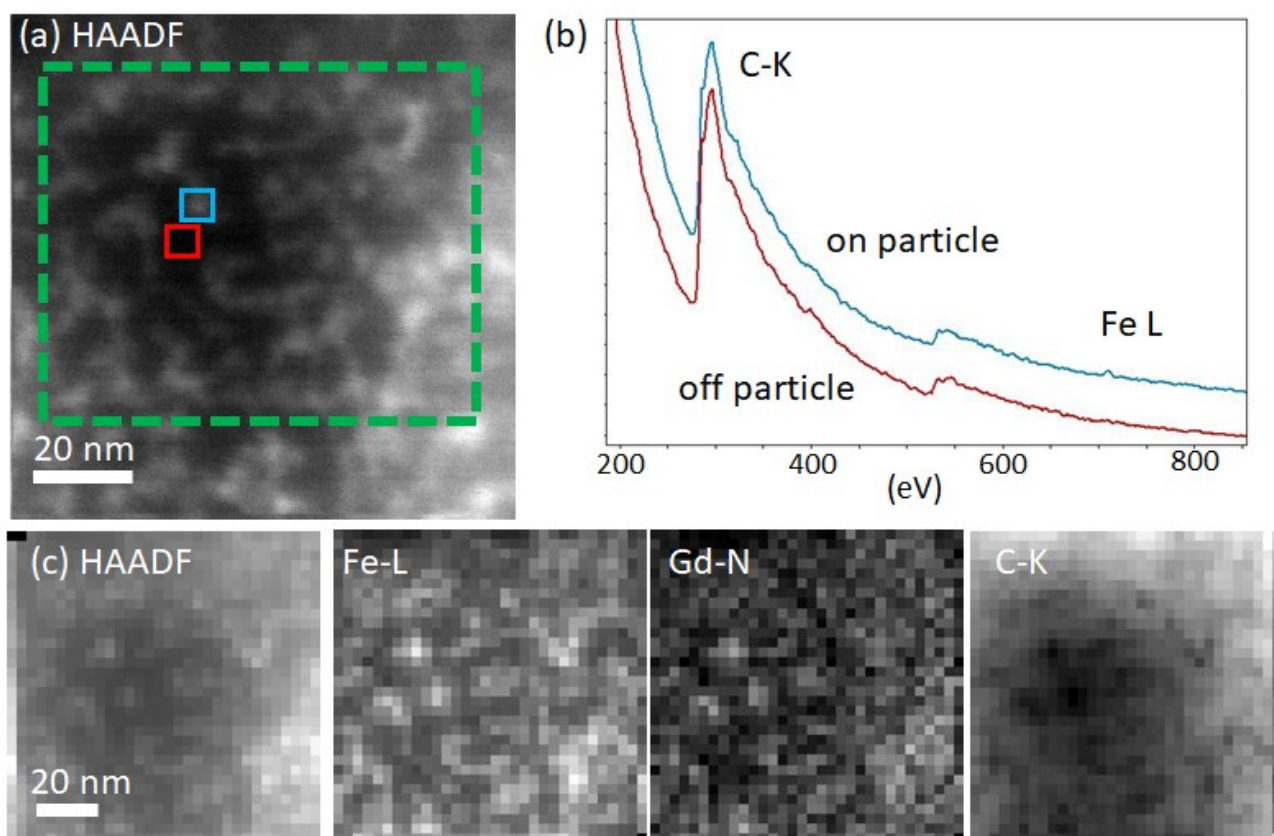 (a) HAADF
20 nm
(b)
C-K
on particle
Fe L
off particle
200 400 600 800
(eV)
(c) HAADF
20 nm
Fe-L
Gd-N
C-K